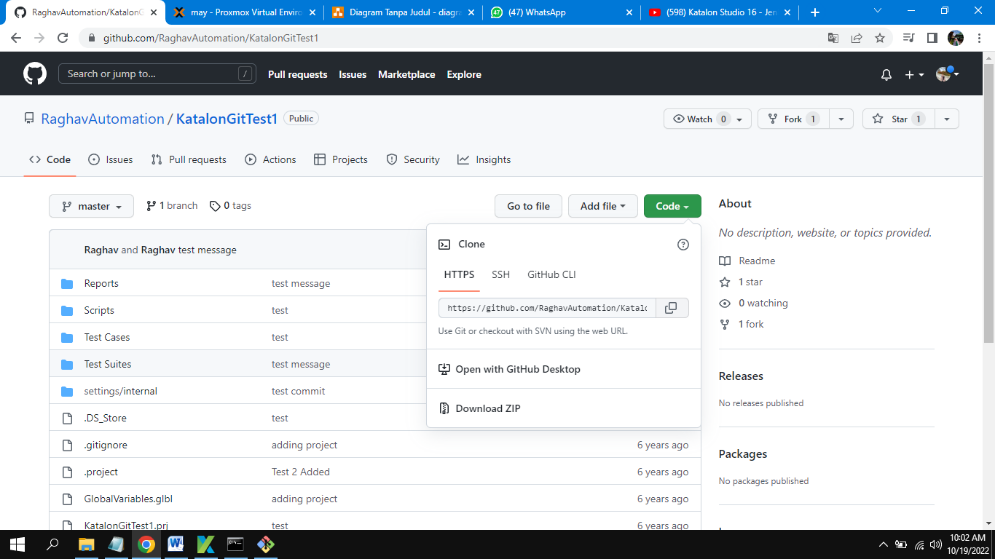 RaghavAutomation/KatalonG
may - Proxmox Virtual Enviro
Diagram Tanpa Judul - diagra
(47) WhatsApp
(598) Katalon Studio 16 - Jen
github.com/RaghavAutomation/KatalonGitTest1
Search or jump to...
/
Pull requests
Issues
Marketplace
Explore
RaghavAutomation / KatalonGitTest1
Public
Watch 0
Fork 1
Star 1
Code
Issues
Pull requests
Actions
Projects
Security
Insights
master
1 branch
0 tags
Go to file
Add file
Code
About
No description, website, or topics provided.
Readme
1 star
0 watching
1 fork
Releases
No releases published
Packages
No packages published
Raghav and Raghav test message
Clone
HTTPS
SSH
GitHub CLI
https://github.com/RaghavAutomation/Katalo
Use Git or checkout with SVN using the web URL.
Open with GitHub Desktop
Download ZIP
Reports
test message
Scripts
test
Test Cases
test
Test Suites
test message
settings/internal
test commit
.DS_Store
test
.gitignore
adding project
6 years ago
.project
Test 2 Added
6 years ago
GlobalVariables.glbl
adding project
6 years ago
KatalonGitTest1.prj
test
6 years ago
10:02 AM
10/19/2022